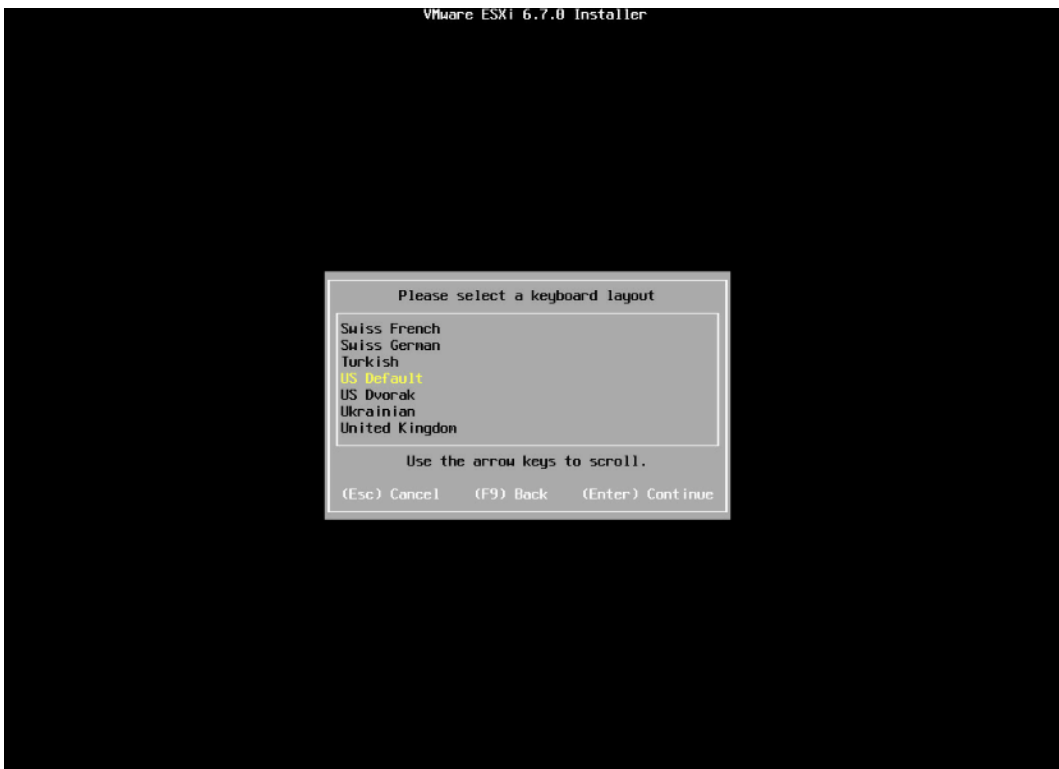 VMware ESXi 6.7.0 Installer
Please select a keyboard layout
Swiss French
Swiss German
Turkish
US Default
US Dvorak
Ukrainian
United Kingdom
Use the arrow keys to scroll.
(Esc) Cancel (F9) Back (Enter) Continue